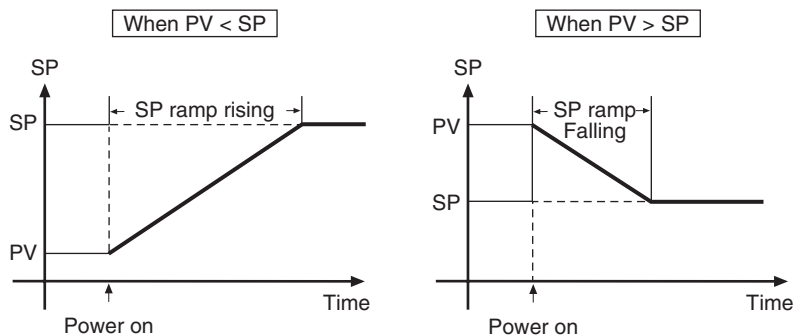 When PV < SP
SP
SP ramp rising
SP
PV
Time
Power on
When PV > SP
SP
SP ramp
Falling
PV
SP
Time
Power on